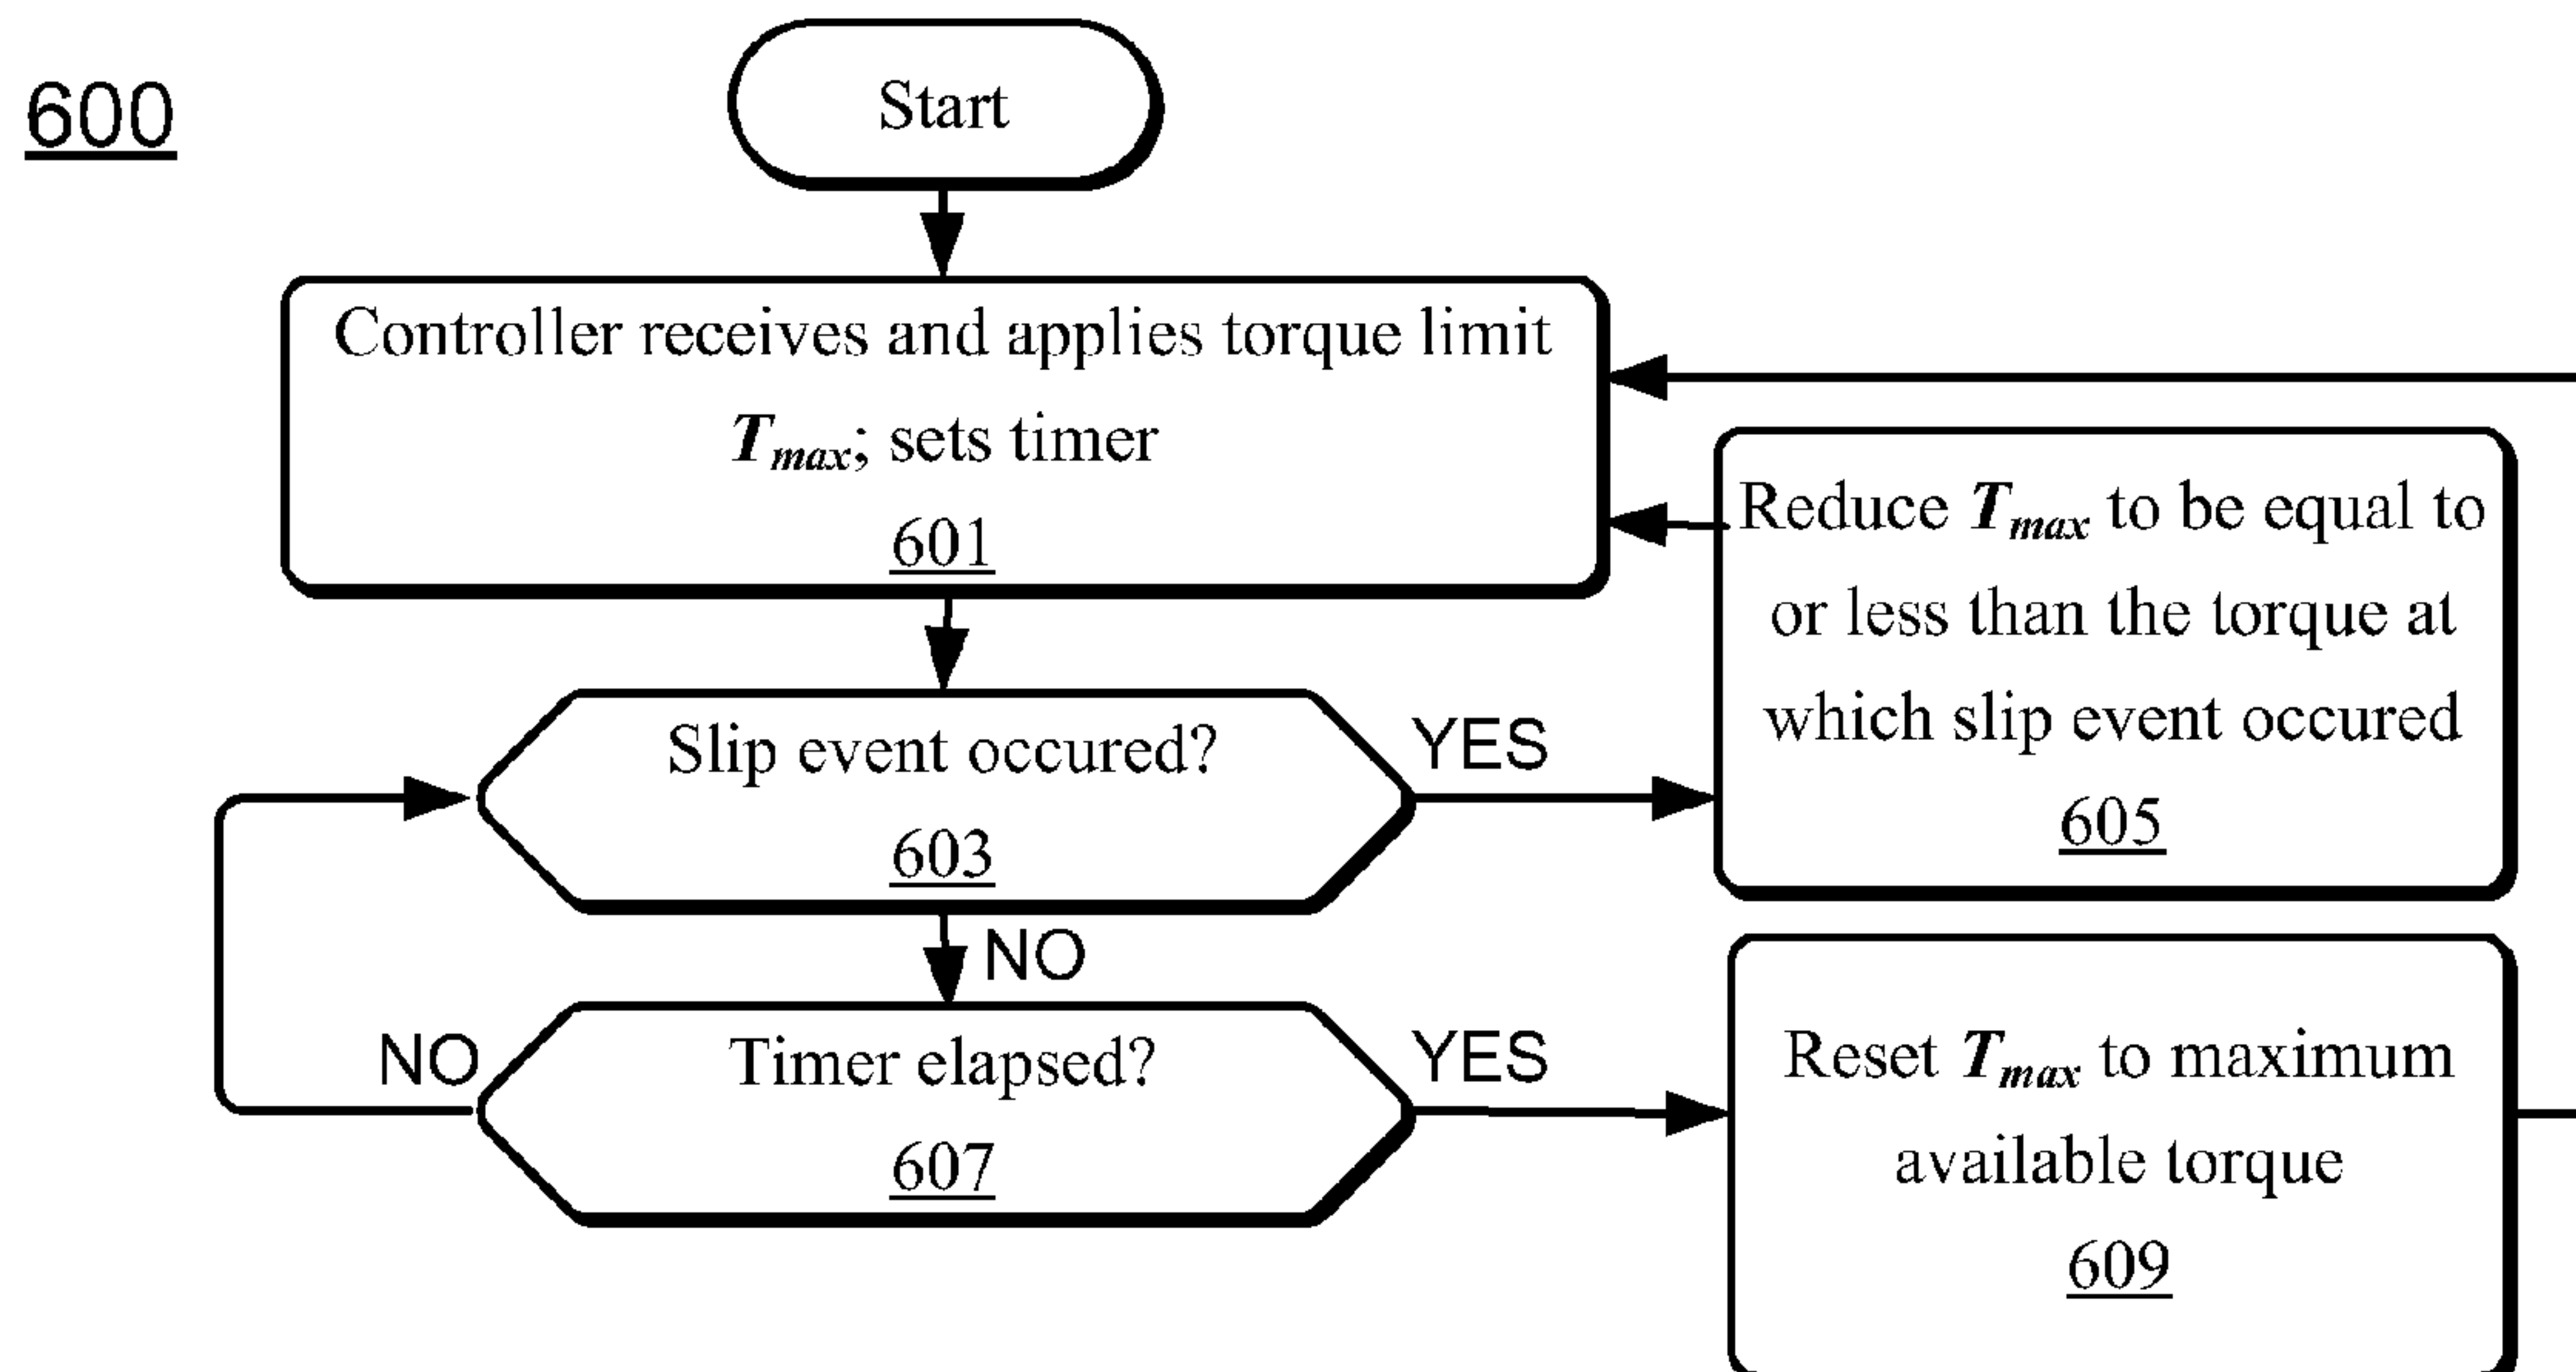 600
Start
Controller receives and applies torque limit
Tmax; sets timer
601
Reduce Tmax to be equal to
or less than the torque at
which slip event occured
605
Slip event occured?
603
YES
NO
Timer elapsed?
607
NO
YES
Reset Tmax to maximum
available torque
609